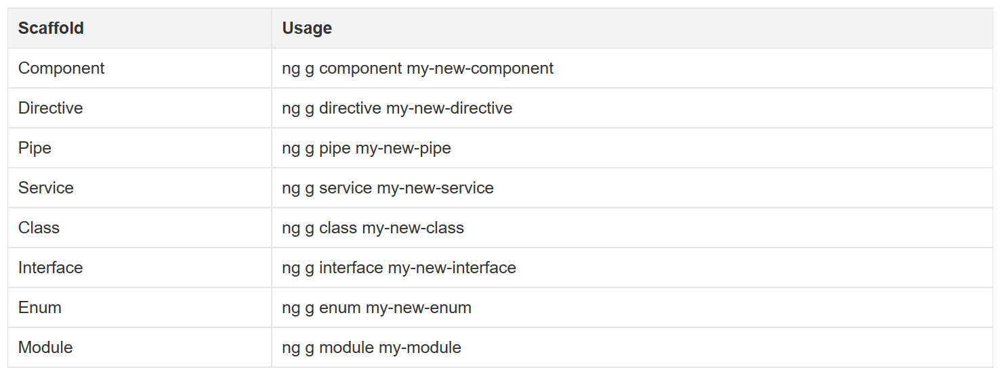 Scaffold Usage
Component ng g component my-new-component
Directive ng g directive my-new-directive
Pipe ng g pipe my-new-pipe
Service ng g service my-new-service
Class ng g class my-new-class
Interface ng g interface my-new-interface
Enum ng g enum my-new-enum
Module ng g module my-module